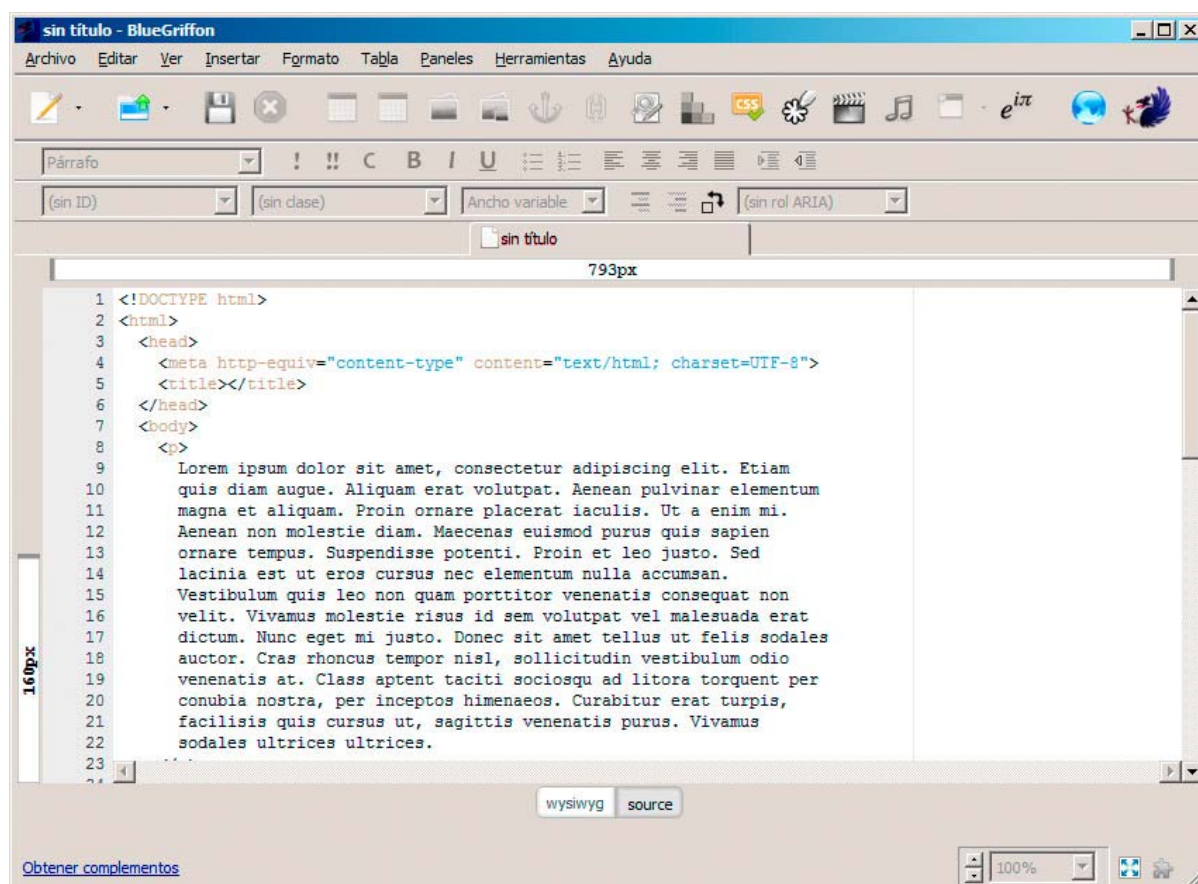 sin título - BlueGriffon
Archivo Editar Ver Insertar Formato Tabla Paneles Herramientas Ayuda
CSS
e^iπ
Párrafo ! !! C B I U
(sin ID) (sin clase) Ancho variable (sin rol ARIA)
sin título
793px
1 <!DOCTYPE html>
2 <html>
3 <head>
4 <meta http-equiv="content-type" content="text/html; charset=UTF-8">
5 <title></title>
6 </head>
7 <body>
8 <p>
9 Lorem ipsum dolor sit amet, consectetur adipiscing elit. Etiam
10 quis diam augue. Aliquam erat volutpat. Aenean pulvinar elementum
11 magna et aliquam. Proin ornare placerat iaculis. Ut a enim mi.
12 Aenean non molestie diam. Maecenas euismod purus quis sapien
13 ornare tempus. Suspendisse potenti. Proin et leo justo. Sed
14 lacinia est ut eros cursus nec elementum nulla accumsan.
15 Vestibulum quis leo non quam porttitor venenatis consequat non
16 velit. Vivamus molestie risus id sem volutpat vel malesuada erat
17 dictum. Nunc eget mi justo. Donec sit amet tellus ut felis sodales
18 auctor. Cras rhoncus tempor nisl, sollicitudin vestibulum odio
19 venenatis at. Class aptent taciti sociosqu ad litora torquent per
20 conubia nostra, per inceptos himenaeos. Curabitur erat turpis,
21 facilisis quis cursus ut, sagittis venenatis purus. Vivamus
22 sodales ultrices ultrices.
23
160px
wysiwyg source
Obtener complementos 100%